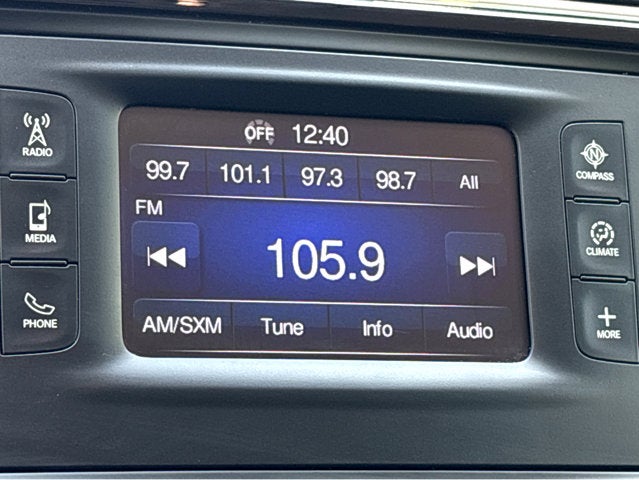 OFF 12:40
99.7 101.1 97.3 98.7 All
FM
105.9
AM/SXM Tune Info Audio
RADIO
MEDIA
PHONE
N
COMPASS
CLIMATE
MORE